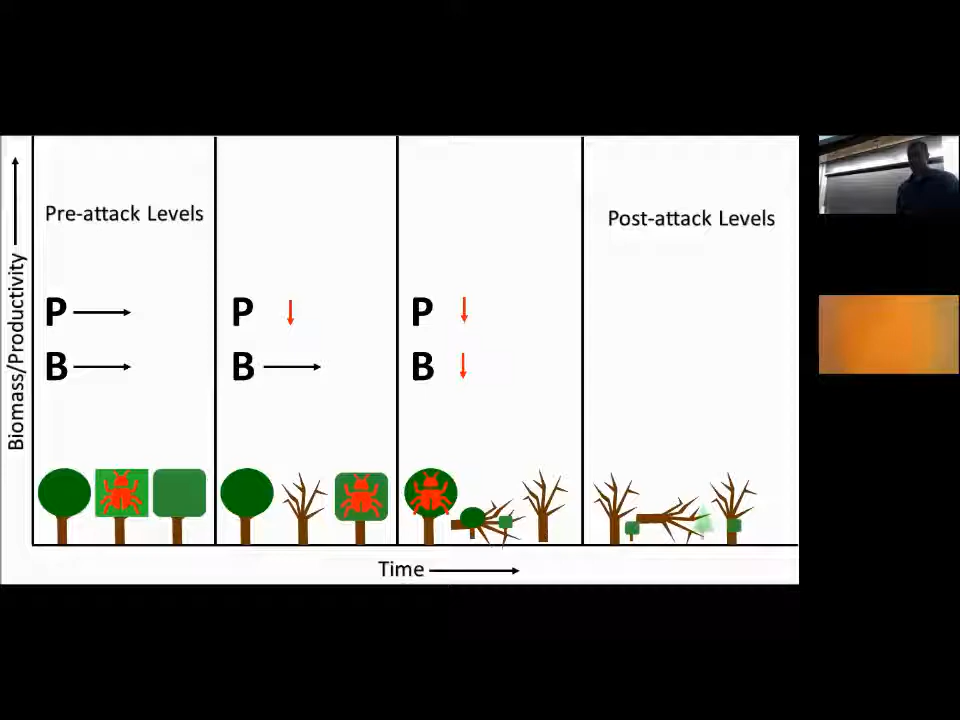 Biomass/Productivity
Pre-attack Levels
Post-attack Levels
P
P
P
B
B
B
Time